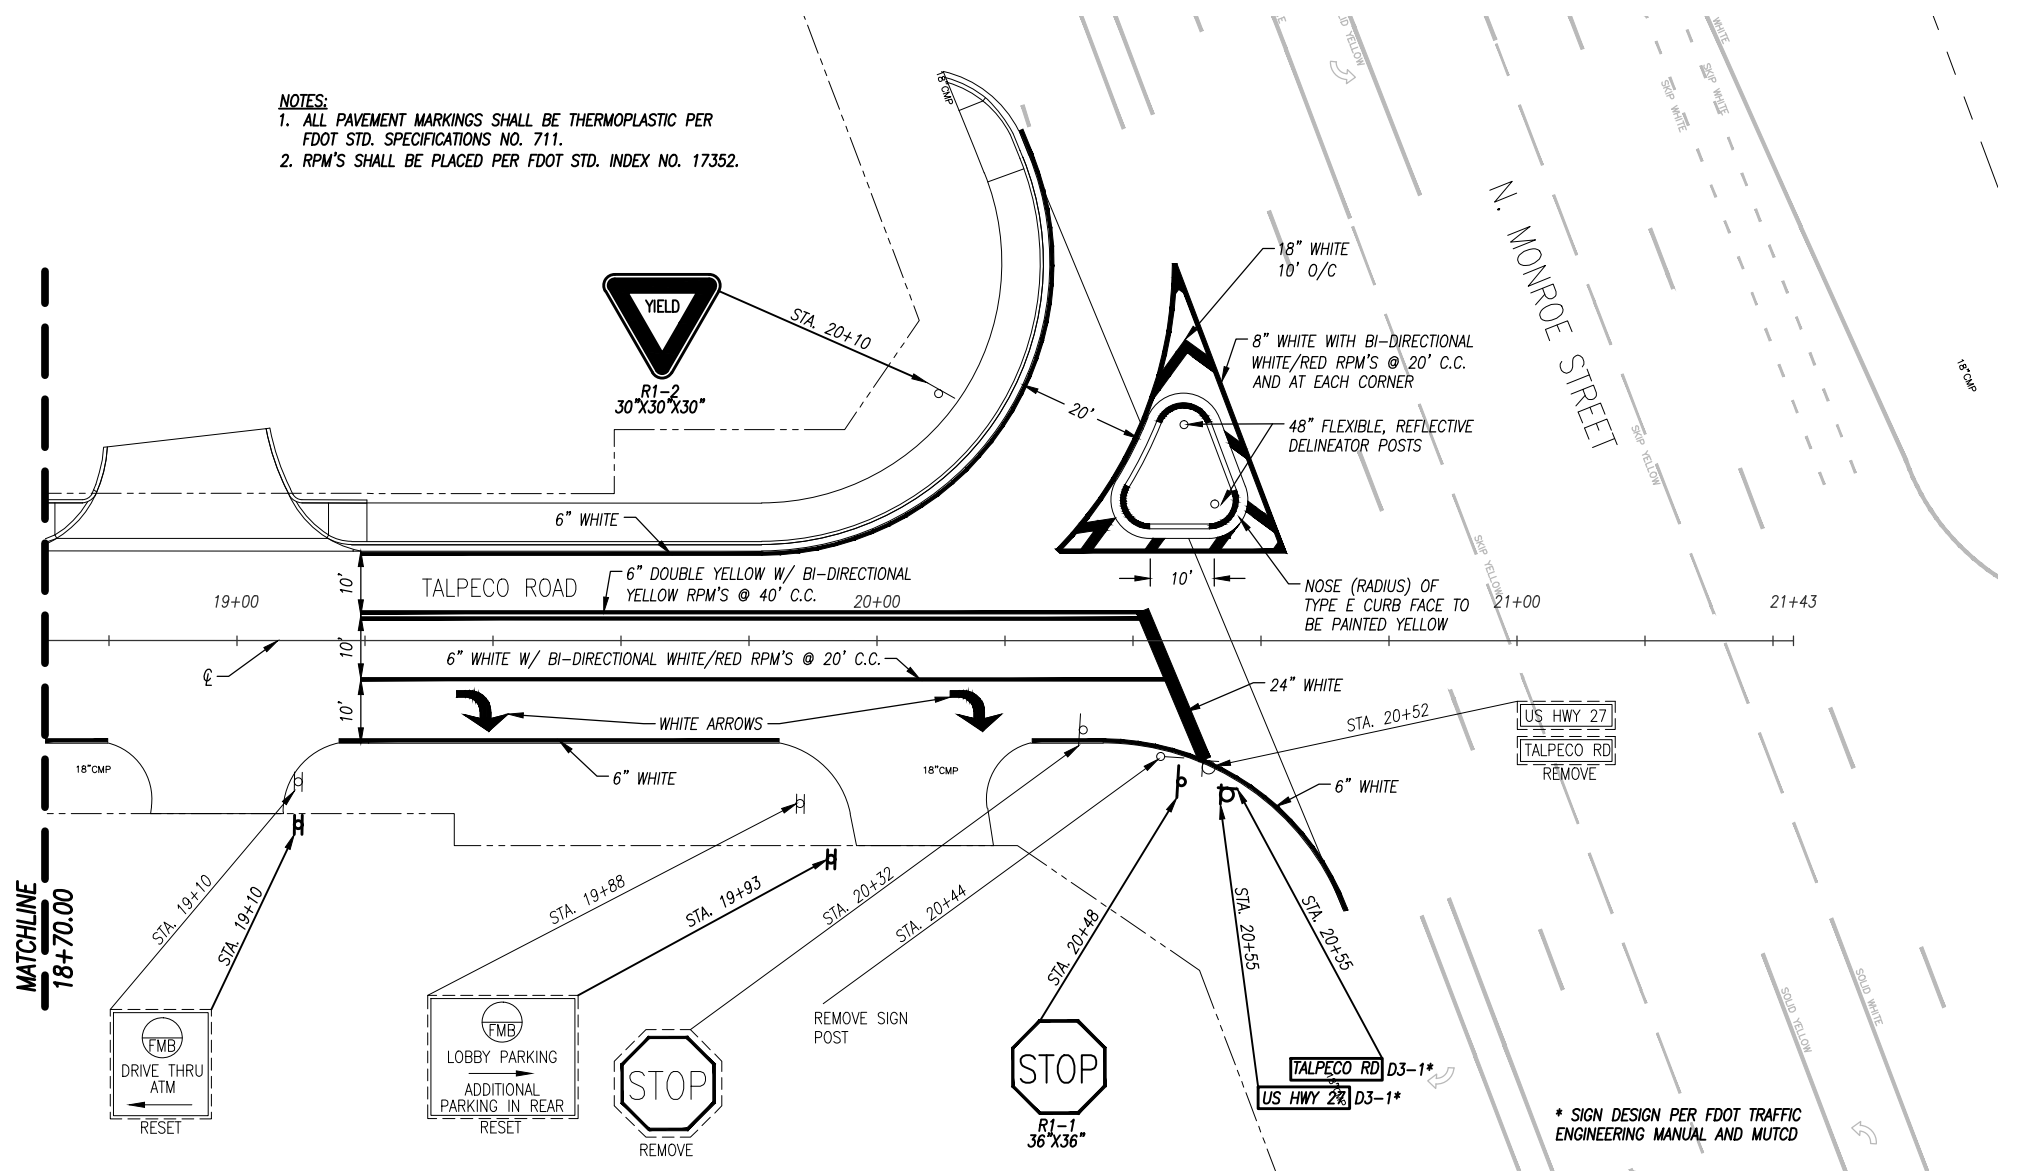 NOTES:
1. ALL PAVEMENT MARKINGS SHALL BE THERMOPLASTIC PER
FDOT STD. SPECIFICATIONS NO. 711.
2. RPM'S SHALL BE PLACED PER FDOT STD. INDEX NO. 17352.
18"CMP
SOLID YELLOW
WHITE
SKIP WHITE
SKIP WHITE
N. MONROE STREET
18" WHITE
10' O/C
YIELD
STA. 20+10
R1-2
30"X30"X30"
8" WHITE WITH BI-DIRECTIONAL
WHITE/RED RPM'S @ 20' C.C.
AND AT EACH CORNER
18"CMP
20'
48" FLEXIBLE, REFLECTIVE
DELINEATOR POSTS
SKIP YELLOW
6" WHITE
SKIP YELLOW
10'
TALPECO ROAD
6" DOUBLE YELLOW W/ BI-DIRECTIONAL
YELLOW RPM'S @ 40' C.C.
10'
NOSE (RADIUS) OF
TYPE E CURB FACE TO
BE PAINTED YELLOW
19+00
20+00
21+00
21+43
10'
6" WHITE W/ BI-DIRECTIONAL WHITE/RED RPM'S @ 20' C.C.
℄
24" WHITE
10'
WHITE ARROWS
STA. 20+52
US HWY 27
TALPECO RD
REMOVE
18"CMP
6" WHITE
18"CMP
6" WHITE
MATCHLINE
18+70.00
STA. 19+10
STA. 19+10
STA. 19+88
STA. 19+93
STA. 20+32
STA. 20+44
STA. 20+48
STA. 20+55
STA. 20+55
SOLID YELLOW
SOLID WHITE
FMB
DRIVE THRU
ATM
RESET
FMB
LOBBY PARKING
ADDITIONAL
PARKING IN REAR
RESET
STOP
REMOVE
REMOVE SIGN
POST
STOP
R1-1
36"X36"
TALPECO RD D3-1*
US HWY 27 D3-1*
* SIGN DESIGN PER FDOT TRAFFIC
ENGINEERING MANUAL AND MUTCD